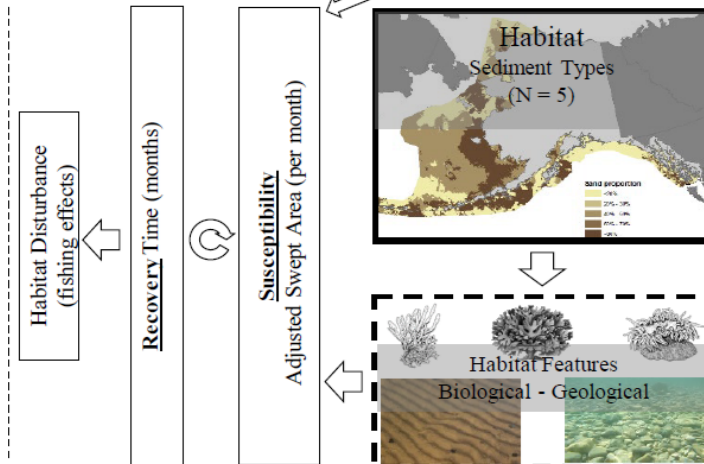 Habitat Disturbance
(fishing effects)
Recovery Time (months)
Susceptibility
Adjusted Swept Area (per month)
Habitat
Sediment Types
(N = 5)
Sand proportion
Habitat Features
Biological - Geological